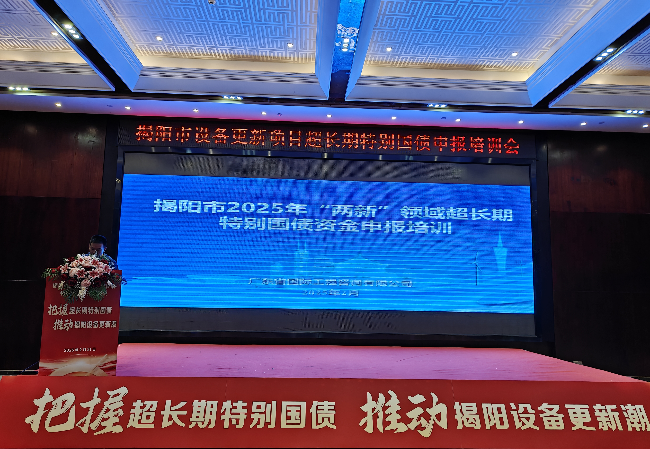 揭阳市设备更新项目超长期特别国债申报培训会
揭阳市2025年“两新”领域超长期
特别国债资金申报培训
把握超长期特别国债
推动揭阳设备更新潮
把握超长期特别国债 推动揭阳设备更新潮